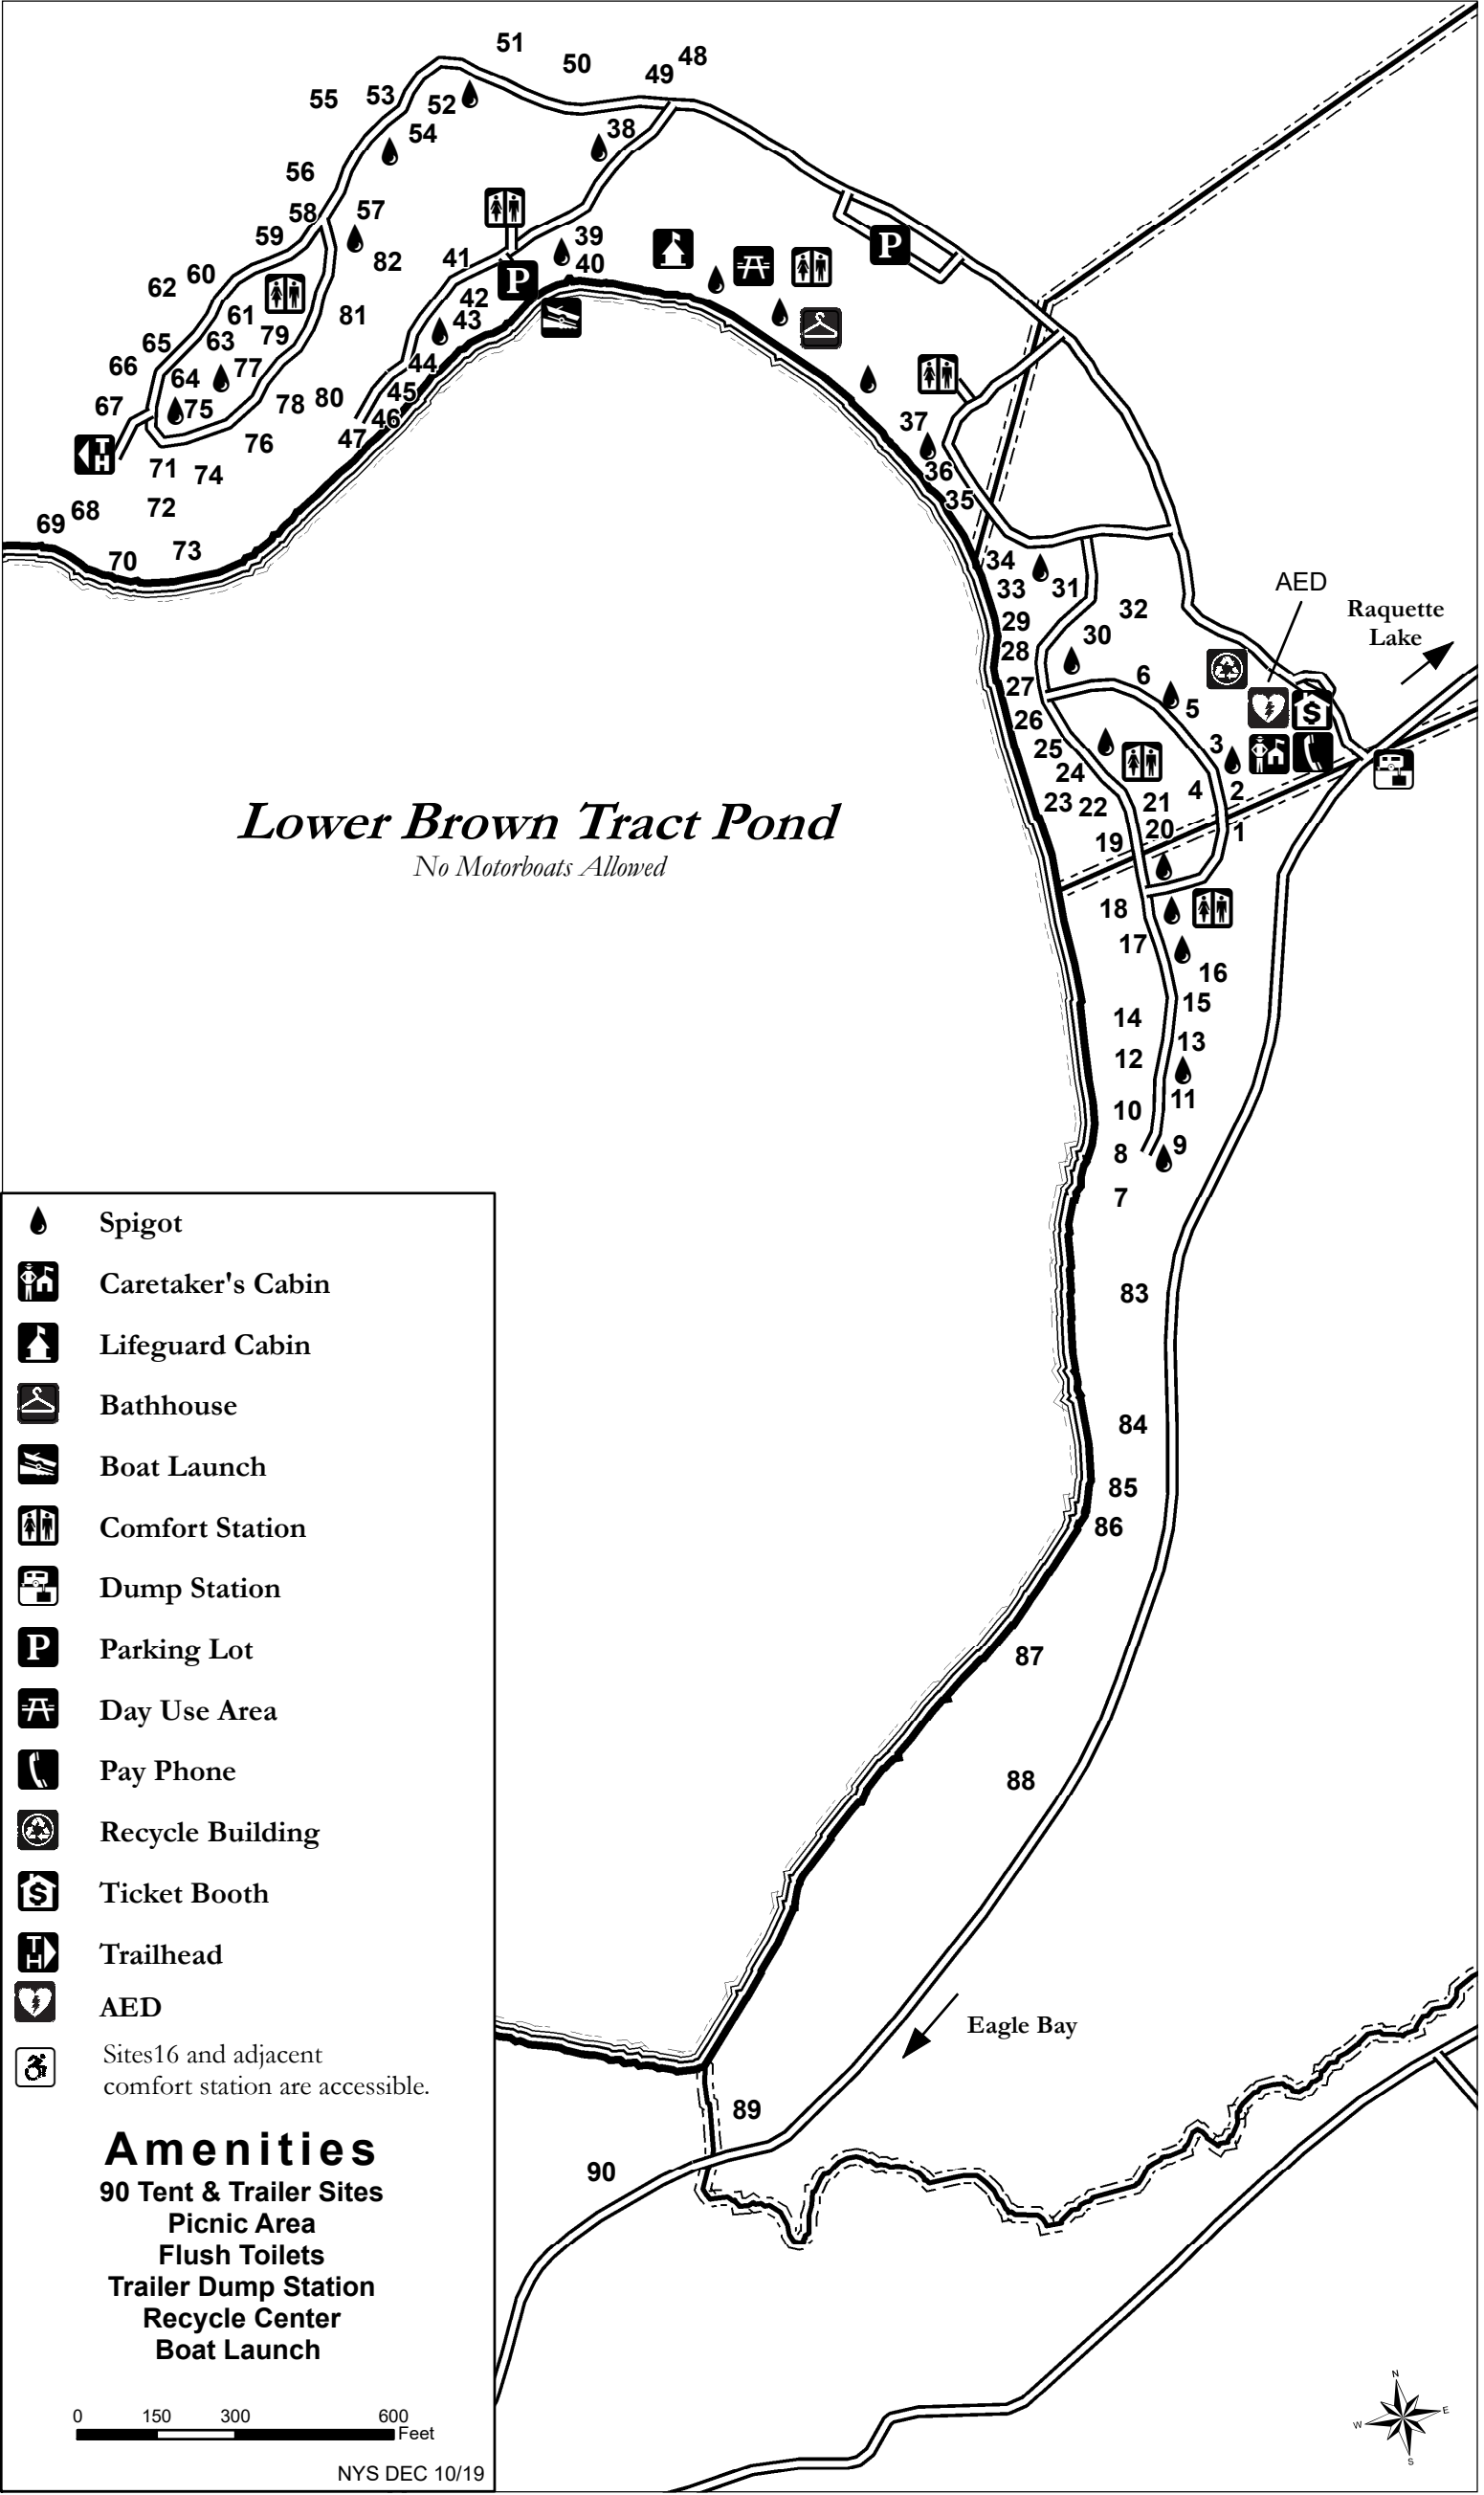 51
50
48
49
55
53
52
54
38
56
58
57
59
82
41
39
40
62
60
61
81
42
43
65
63
79
66
64
77
44
67
75
78
80
45
46
47
76
71
74
68
72
69
70
73
P
P
TH
37
36
35
34
33
31
29
32
30
28
27
6
26
5
25
3
24
4
2
23
22
21
20
1
19
18
17
16
15
14
13
12
11
10
9
8
7
83
84
85
86
87
88
89
90
AED
Raquette
Lake
$
Lower Brown Tract Pond
No Motorboats Allowed
Eagle Bay
Spigot
Caretaker's Cabin
Lifeguard Cabin
Bathhouse
Boat Launch
Comfort Station
Dump Station
P Parking Lot
Day Use Area
Pay Phone
Recycle Building
$ Ticket Booth
TH Trailhead
AED
Sites16 and adjacent
comfort station are accessible.
Amenities
90 Tent & Trailer Sites
Picnic Area
Flush Toilets
Trailer Dump Station
Recycle Center
Boat Launch
0 150 300 600
Feet
NYS DEC 10/19
N
W E
S